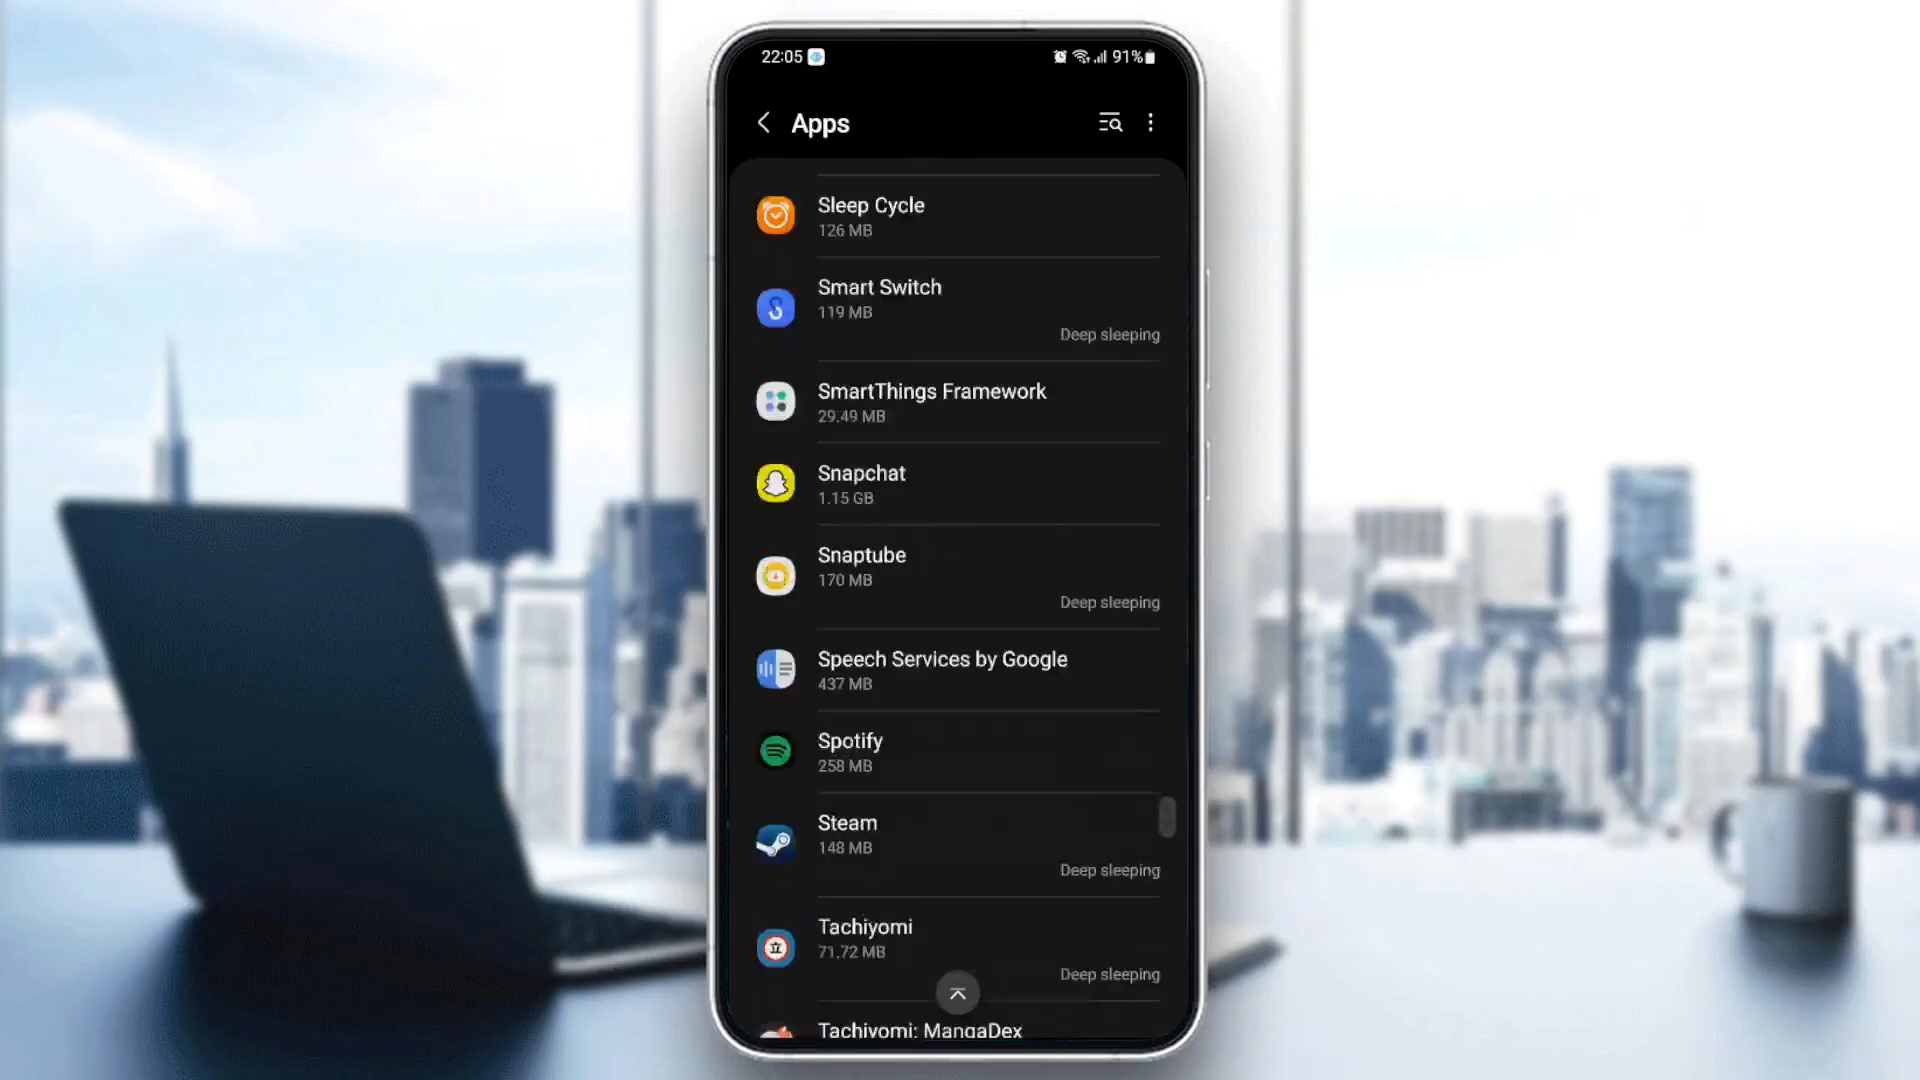 22:05
91%
Apps
Sleep Cycle
126 MB
Smart Switch
119 MB
Deep sleeping
SmartThings Framework
29.49 MB
Snapchat
1.15 GB
Snaptube
170 MB
Deep sleeping
Speech Services by Google
437 MB
Spotify
258 MB
Steam
148 MB
Deep sleeping
Tachiyomi
71.72 MB
Deep sleeping
Tachiyomi: MangaDex